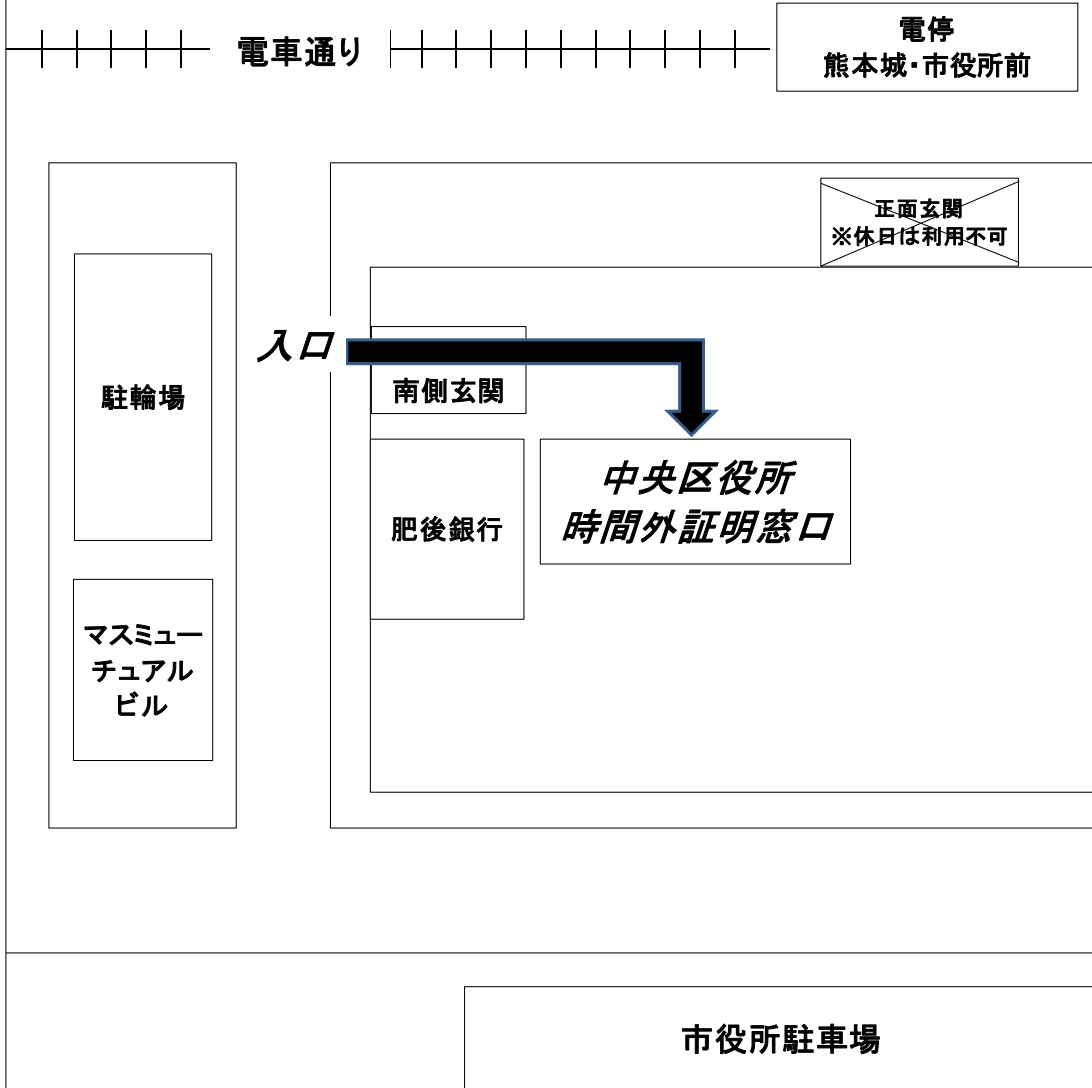 電車通り
電停
熊本城・市役所前
正面玄関
※休日は利用不可
入口
南側玄関
駐輪場
中央区役所
時間外証明窓口
肥後銀行
マスミュー
チュアル
ビル
市役所駐車場